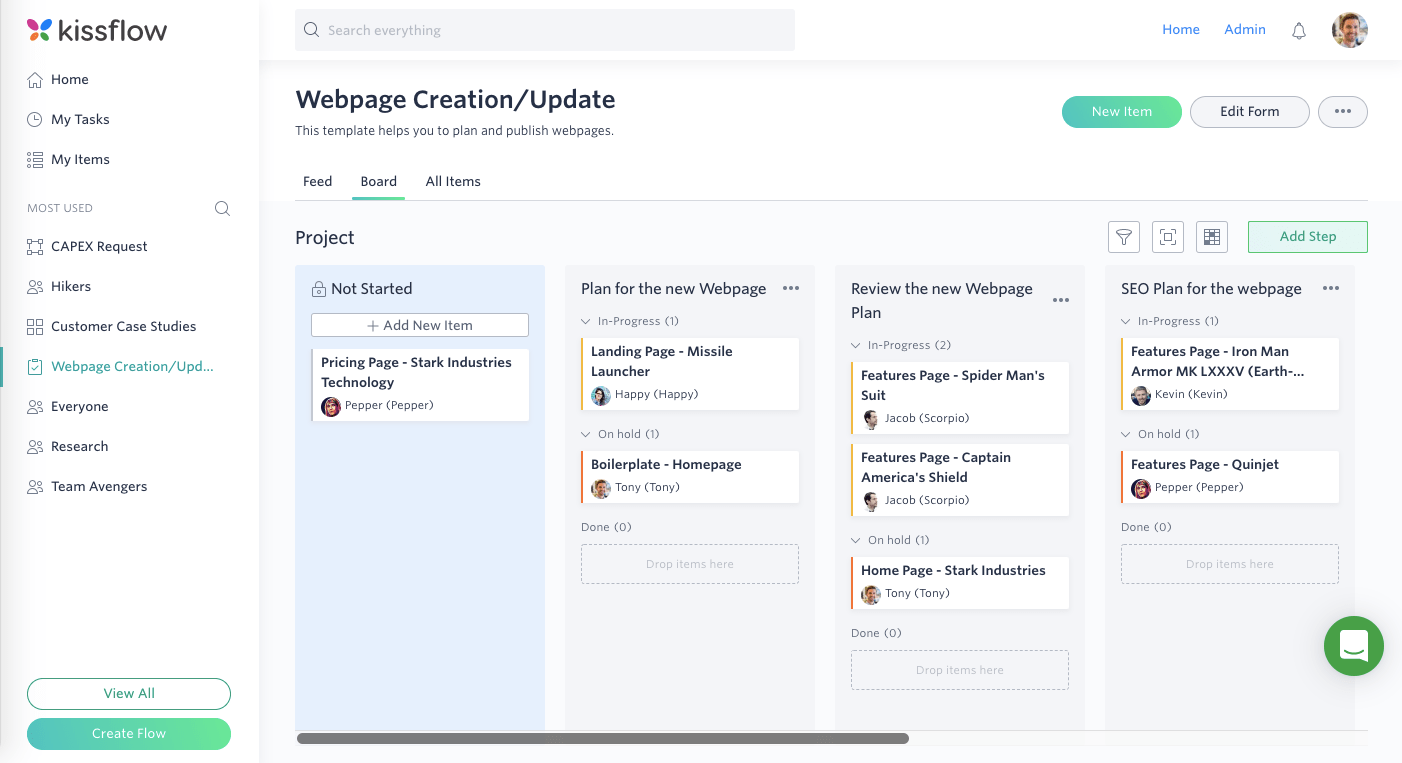 kissflow
Search everything
Home
Admin
Home
My Tasks
My Items
MOST USED
CAPEX Request
Hikers
Customer Case Studies
Webpage Creation/Upd...
Everyone
Research
Team Avengers
View All
Create Flow
Webpage Creation/Update
This template helps you to plan and publish webpages.
New Item
Edit Form
Feed
Board
All Items
Project
Add Step
Not Started
+ Add New Item
Pricing Page - Stark Industries
Technology
Pepper (Pepper)
Plan for the new Webpage
In-Progress (1)
Landing Page - Missile
Launcher
Happy (Happy)
On hold (1)
Boilerplate - Homepage
Tony (Tony)
Done (0)
Drop items here
Review the new Webpage
Plan
In-Progress (2)
Features Page - Spider Man's
Suit
Jacob (Scorpio)
Features Page - Captain
America's Shield
Jacob (Scorpio)
On hold (1)
Home Page - Stark Industries
Tony (Tony)
Done (0)
Drop items here
SEO Plan for the webpage
In-Progress (1)
Features Page - Iron Man
Armor MK LXXXV (Earth-...
Kevin (Kevin)
On hold (1)
Features Page - Quinjet
Pepper (Pepper)
Done (0)
Drop items here